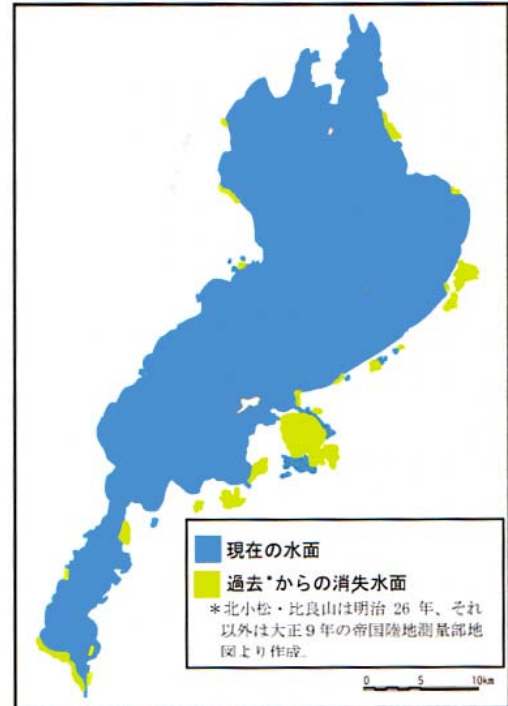 現在の水面
過去*からの消失水面
*北小松・比良山は明治 26 年、それ
以外は大正9年の帝国陸地測量部地
図より作成.
0 5 10km